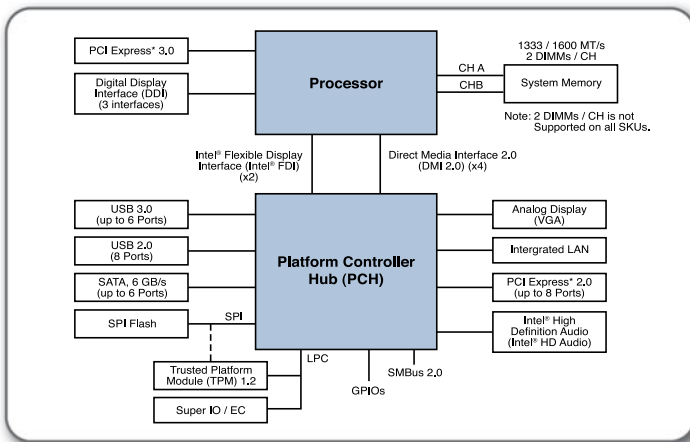 PCI Express* 3.0
Digital Display
Interface (DDI)
(3 interfaces)
Processor
CH A
CHB
1333 / 1600 MT/s
2 DIMMs / CH
System Memory
Note: 2 DIMMs / CH is not
Supported on all SKUs.
Intel® Flexible Display
Interface (Intel® FDI)
(x2)
Direct Media Interface 2.0
(DMI 2.0) (x4)
USB 3.0
(up to 6 Ports)
USB 2.0
(8 Ports)
SATA, 6 GB/s
(up to 6 Ports)
SPI Flash
SPI
Platform Controller
Hub (PCH)
Analog Display
(VGA)
Intergrated LAN
PCI Express* 2.0
(up to 8 Ports)
Intel® High
Definition Audio
(Intel® HD Audio)
Trusted Platform
Module (TPM) 1.2
Super IO / EC
LPC
GPIOs
SMBus 2.0